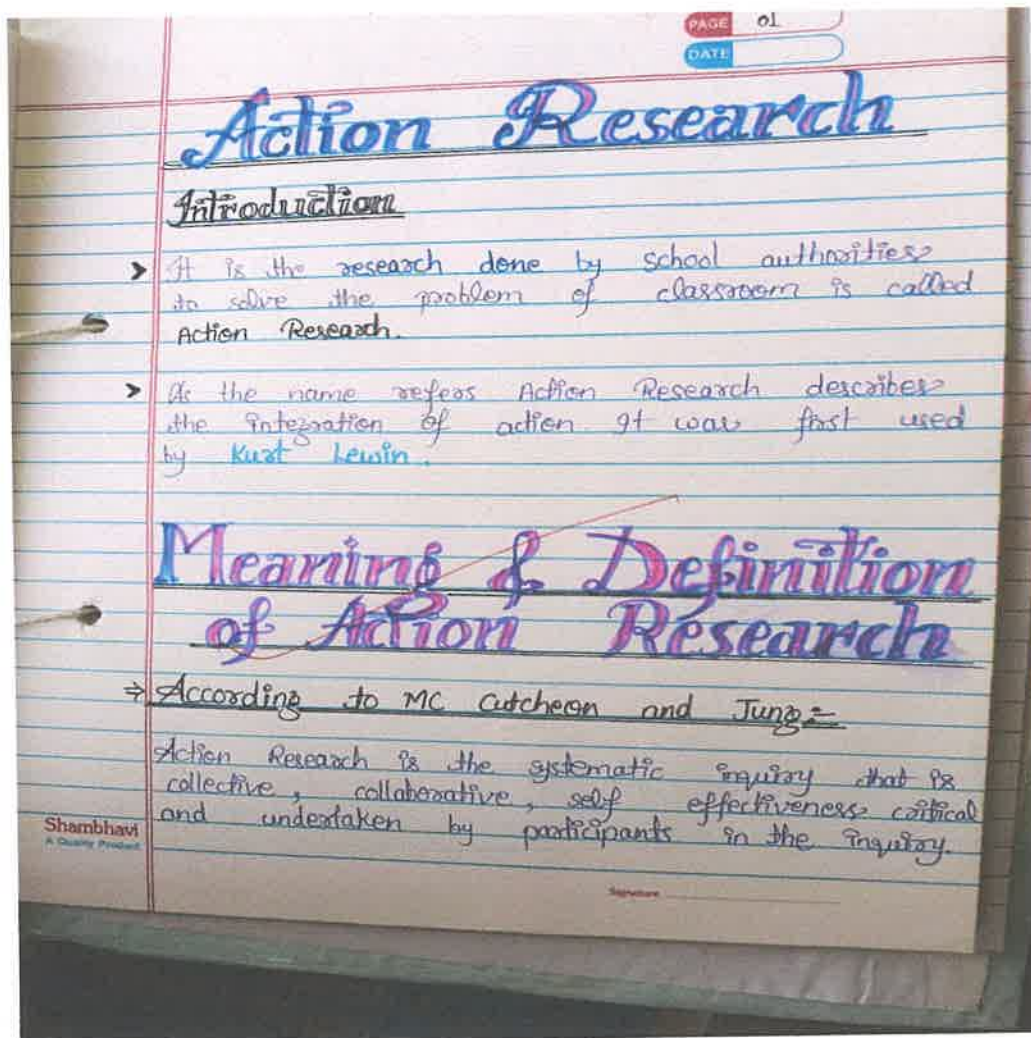 PAGE 01
DATE
Action Research
Introduction
➤ It is the research done by school authorities
to solve the problem of classroom is called
Action Research.
➤ As the name refers Action Research describes
the integration of action It was first used
by Kurt Lewin.
Meaning & Definition
of Action Research
⇒ According to MC Cutcheon and Jung:-
Action Research is the systematic inquiry that is
collective, collaborative, self effectiveness critical
and undertaken by participants in the inquiry.
Shambhavi
A Quality Product
Signature